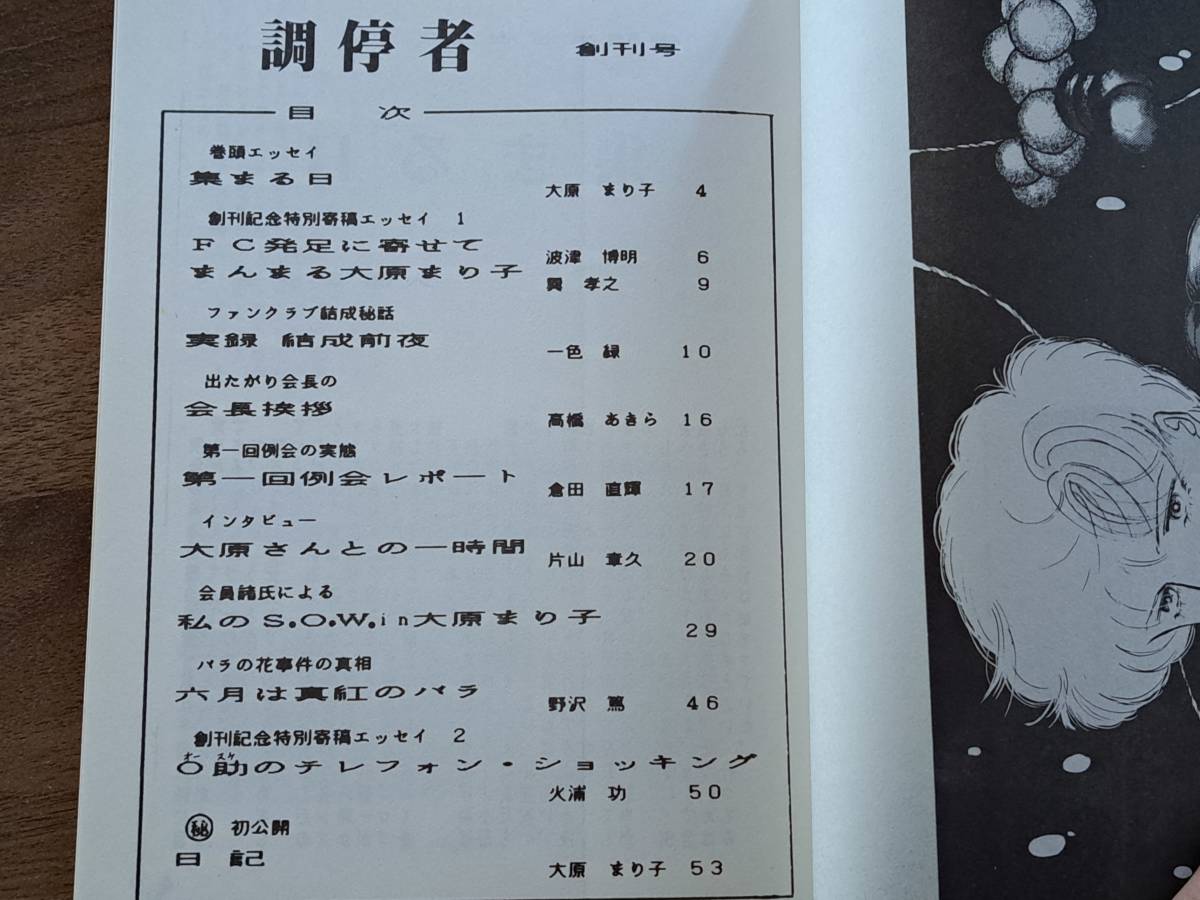 調停者 創刊号
目 次
巻頭エッセイ
集まる日
大原 まり子 4
創刊記念特別寄稿エッセイ 1
FC発足に寄せて
波津 博明 6
まんまる大原まり子
巽 孝之 9
ファンクラブ結成秘話
実録 結成前夜
一色 緑 10
出たがり会長の
会長挨拶
高橋 あきら 16
第一回例会の実態
第一回例会レポート
倉田 直輝 17
インタビュー
大原さんとの一時間
片山 章久 20
会員諸氏による
私のS.O.W.in大原まり子
29
バラの花事件の真相
六月は真紅のバラ
野沢 篤 46
創刊記念特別寄稿エッセイ 2
オー スケ
O助のテレフォン・ショッキング
火浦 功 50
㊙ 初公開
日記
大原 まり子 53